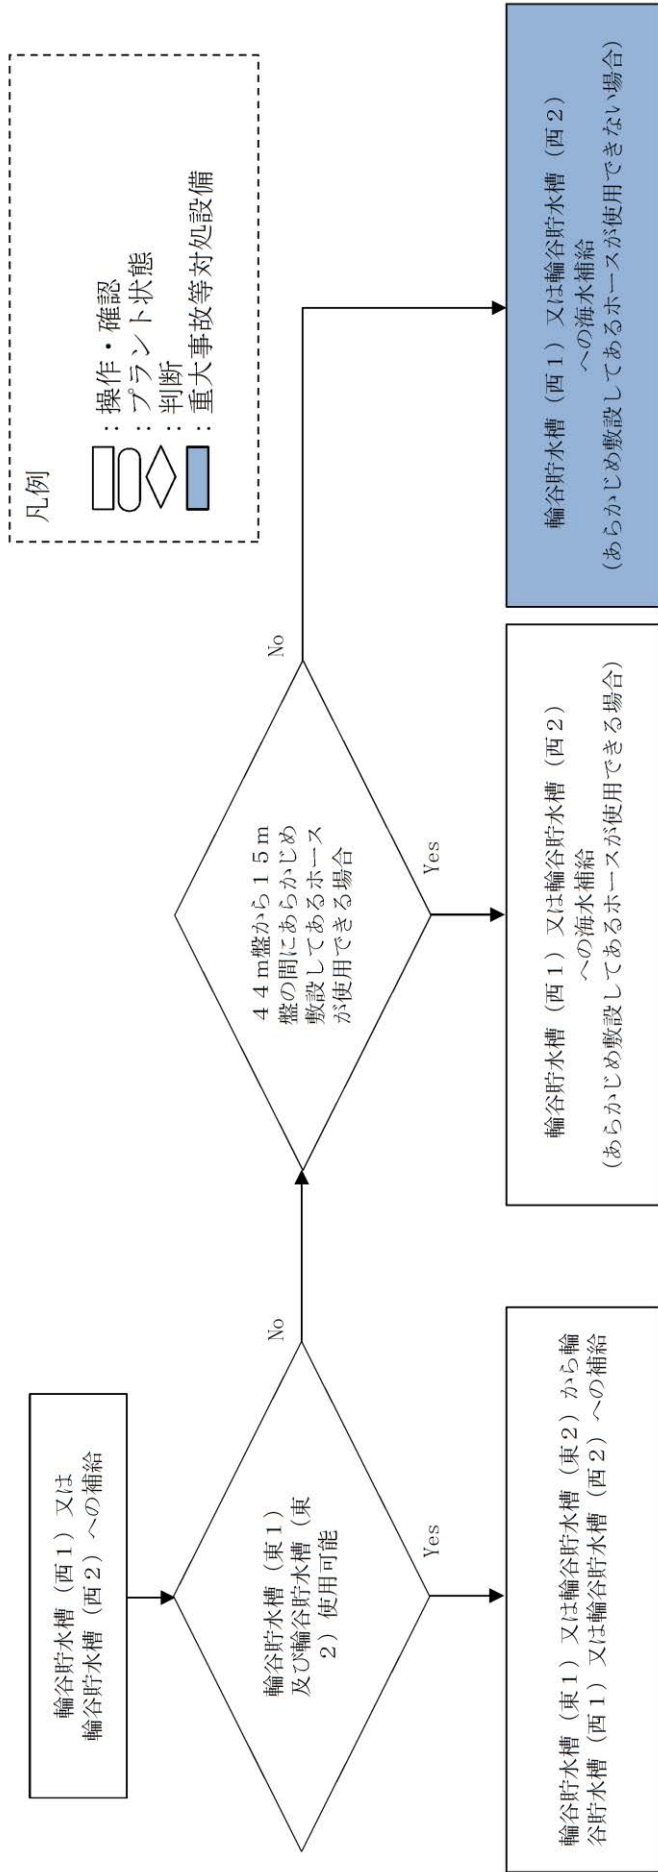 輪谷貯水槽（西１）又は
輪谷貯水槽（西２）への補給
輪谷貯水槽（東１）
及び輪谷貯水槽（東
２）使用可能
No
Yes
輪谷貯水槽（東１）又は輪谷貯水槽（東２）から輪
谷貯水槽（西１）又は輪谷貯水槽（西２）への補給
４４ｍ盤から１５ｍ
盤の間にあらかじめ
敷設してあるホース
が使用できる場合
No
Yes
輪谷貯水槽（西１）又は輪谷貯水槽（西２）
への海水補給
(あらかじめ敷設してあるホースが使用できる場合)
輪谷貯水槽（西１）又は輪谷貯水槽（西２）
への海水補給
(あらかじめ敷設してあるホースが使用できない場合)
凡例
：操作・確認
：プラント状態
：判断
：重大事故等対処設備